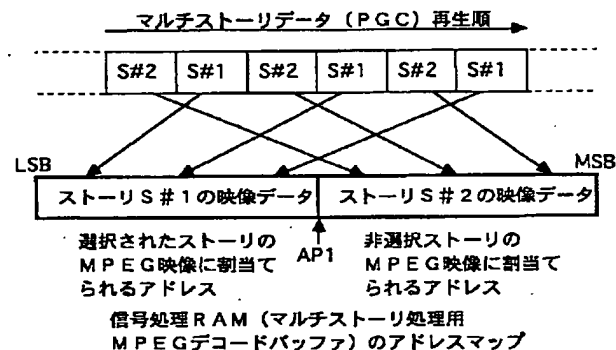 マルチストーリデータ（ＰＧＣ）再生順
S#2 S#1 S#2 S#1 S#2 S#1
LSB MSB
ストーリＳ＃１の映像データ ストーリＳ＃２の映像データ
選択されたストーリの 非選択ストーリの
ＭＰＥＧ映像に割当て AP1 ＭＰＥＧ映像に割当て
られるアドレス られるアドレス
信号処理ＲＡＭ（マルチストーリ処理用
ＭＰＥＧデコードバッファ）のアドレスマップ